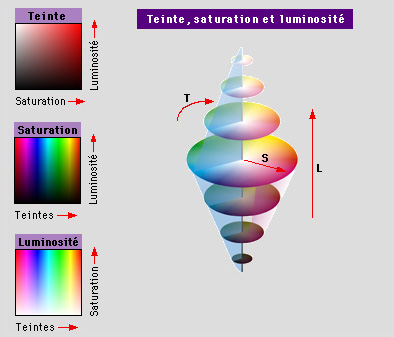 Teinte, saturation et luminosité
Teinte
Luminosité
Saturation
Saturation
Luminosité
Teintes
Luminosité
Saturation
Teintes
T
S
L